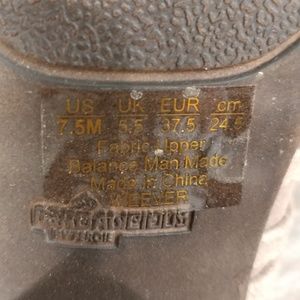 US UK EUR cm
7.5M 5.5 37.5 24.5
Fabric Upper
Balance Man Made
Made in China